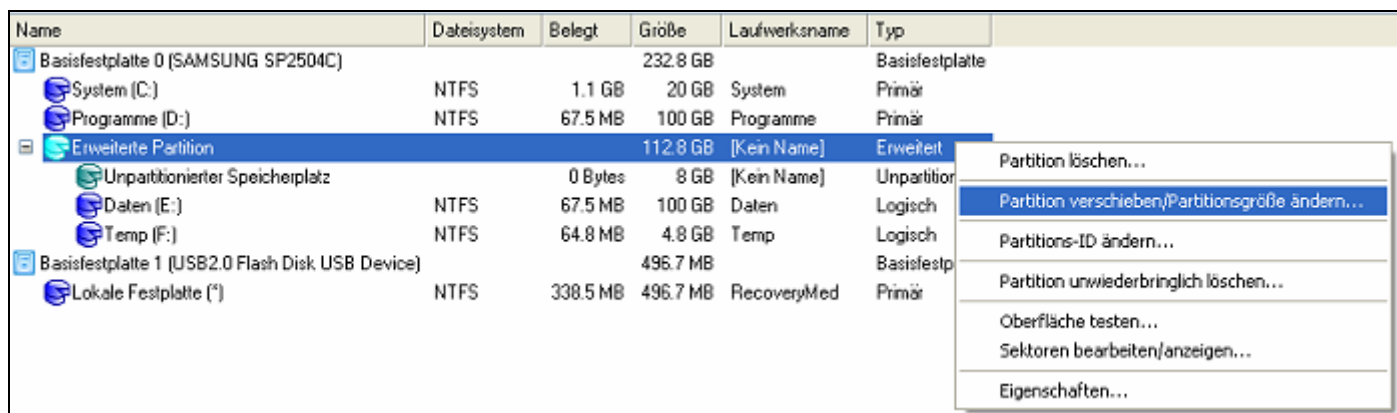 Name Dateisystem Belegt Größe Laufwerksname Typ
Basisfestplatte 0 (SAMSUNG SP2504C) 232.8 GB Basisfestplatte
System (C:) NTFS 1.1 GB 20 GB System Primär
Programme (D:) NTFS 67.5 MB 100 GB Programme Primär
Erweiterte Partition 112.8 GB [Kein Name] Erweitert
Unpartitionierter Speicherplatz 0 Bytes 8 GB [Kein Name] Unpartition
Daten (E:) NTFS 67.5 MB 100 GB Daten Logisch
Temp (F:) NTFS 64.8 MB 4.8 GB Temp Logisch
Basisfestplatte 1 (USB2.0 Flash Disk USB Device) 496.7 MB Basisfestp
Lokale Festplatte (*) NTFS 338.5 MB 496.7 MB RecoveryMed Primär
Partition löschen...
Partition verschieben/Partitionsgröße ändern...
Partitions-ID ändern...
Partition unwiederbringlich löschen...
Oberfläche testen...
Sektoren bearbeiten/anzeigen...
Eigenschaften...